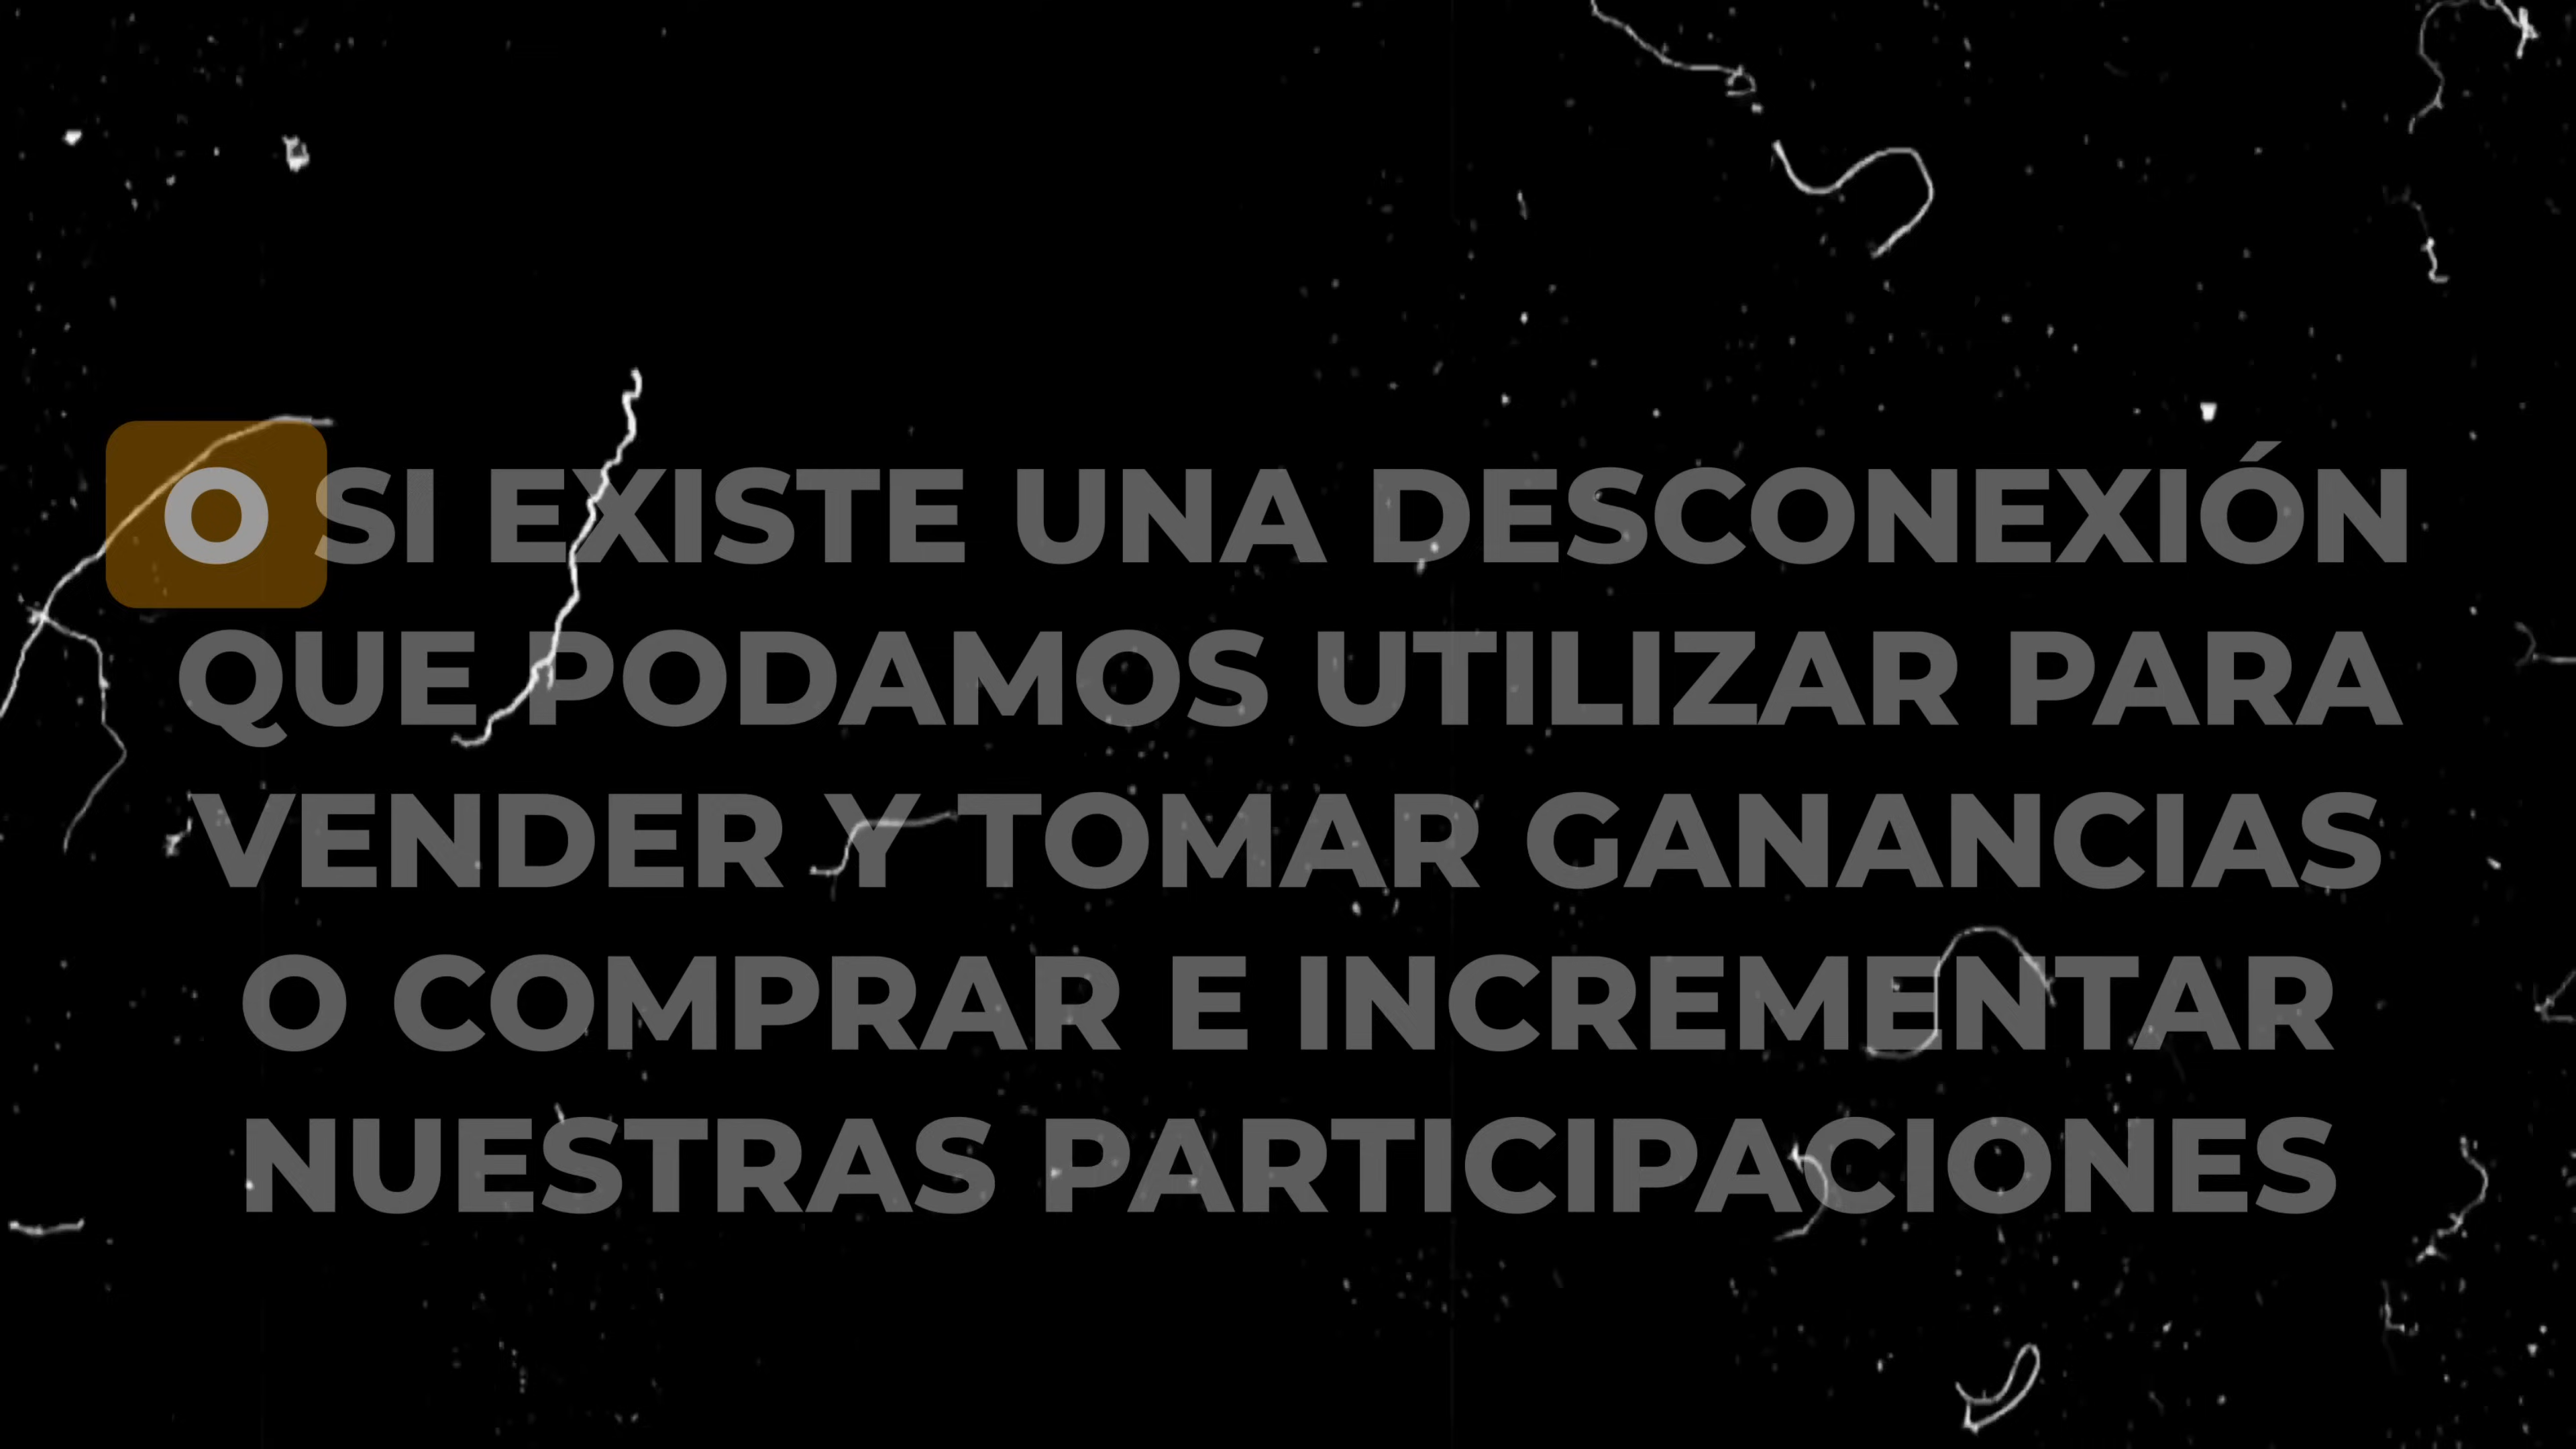 O SI EXISTE UNA DESCONEXIÓN
QUE PODAMOS UTILIZAR PARA
VENDER Y TOMAR GANANCIAS
O COMPRAR E INCREMENTAR
NUESTRAS PARTICIPACIONES